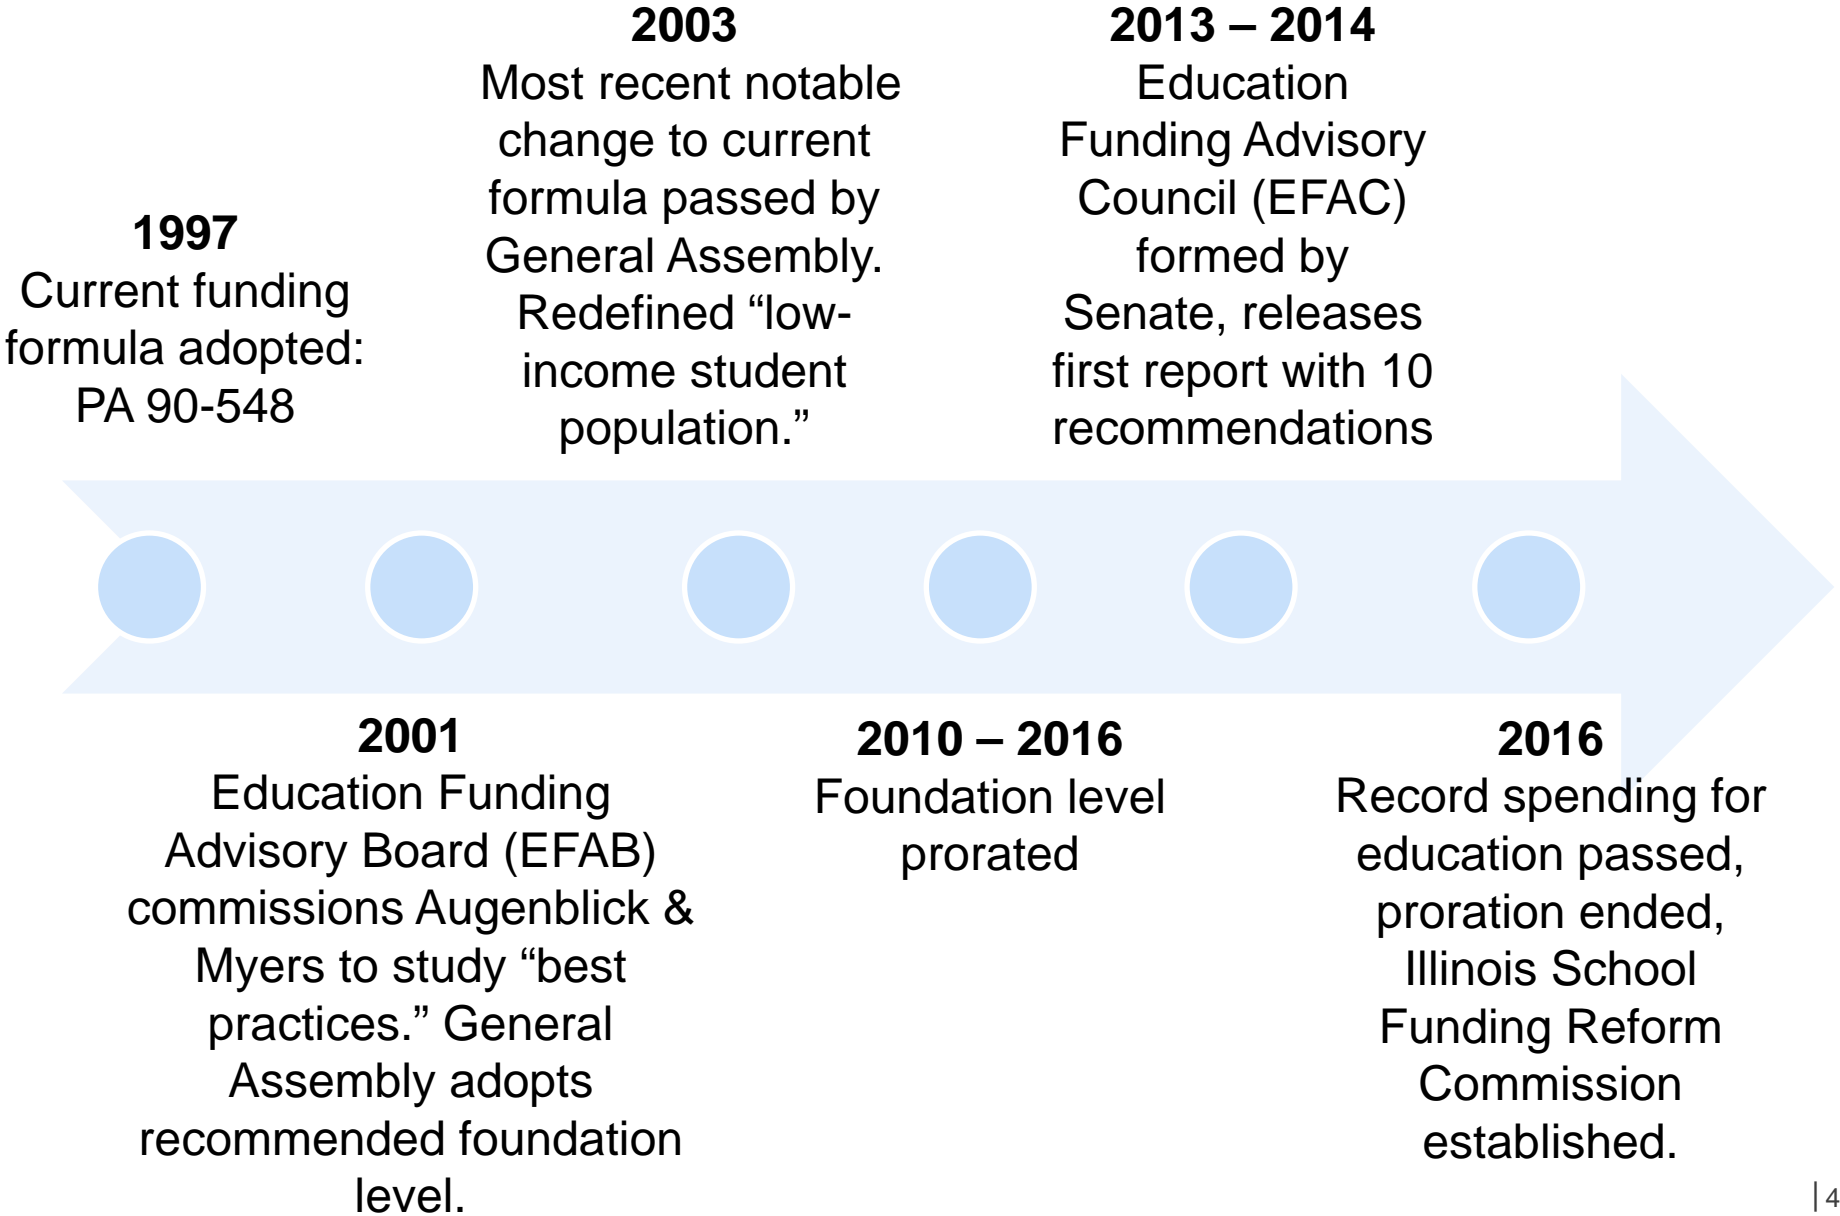 1997
Current funding
formula adopted:
PA 90-548
2003
Most recent notable
change to current
formula passed by
General Assembly.
Redefined “low-
income student
population.”
2013 – 2014
Education
Funding Advisory
Council (EFAC)
formed by
Senate, releases
first report with 10
recommendations
2001
Education Funding
Advisory Board (EFAB)
commissions Augenblick &
Myers to study “best
practices.” General
Assembly adopts
recommended foundation
level.
2010 – 2016
Foundation level
prorated
2016
Record spending for
education passed,
proration ended,
Illinois School
Funding Reform
Commission
established.
| 4